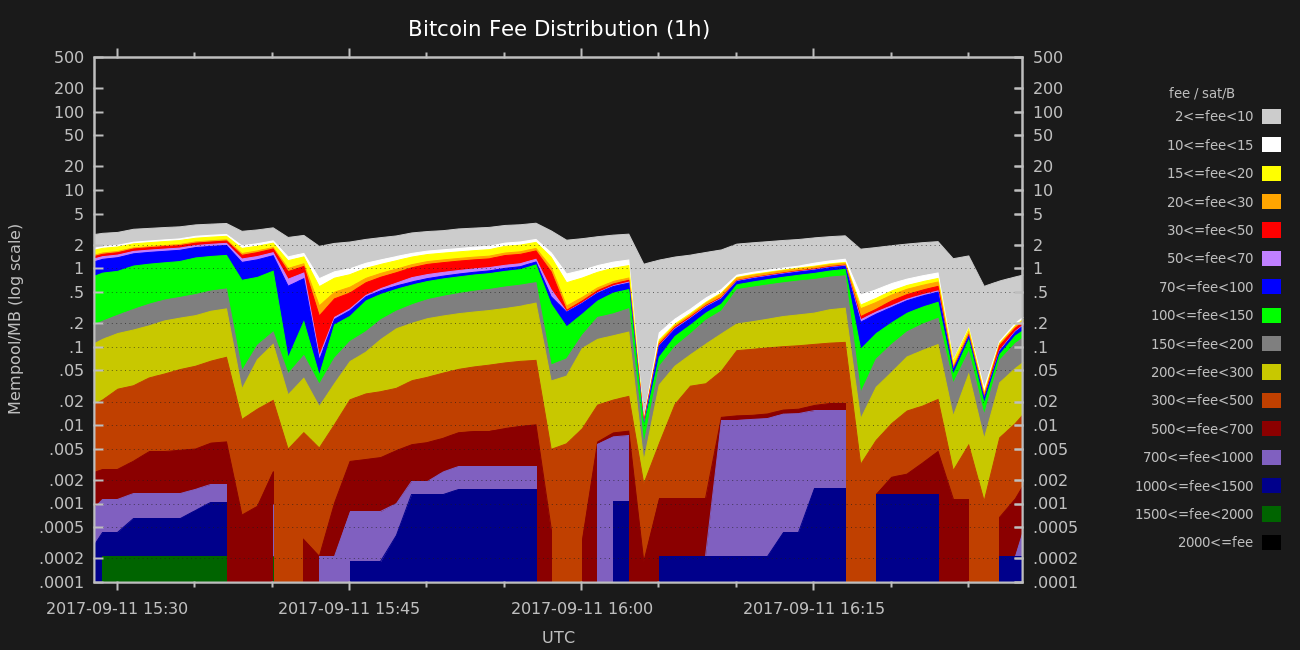 Bitcoin Fee Distribution (1h)
500 500
200 200
100 100
50 50
20 20
10 10
5 5
2 2
1 1
.5 .5
.2 .2
.1 .1
.05 .05
.02 .02
.01 .01
.005 .005
.002 .002
.001 .001
.0005 .0005
.0002 .0002
.0001 .0001
Mempool/MB (log scale)
2017-09-11 15:30 2017-09-11 15:45 2017-09-11 16:00 2017-09-11 16:15
UTC
fee / sat/B
2<=fee<10
10<=fee<15
15<=fee<20
20<=fee<30
30<=fee<50
50<=fee<70
70<=fee<100
100<=fee<150
150<=fee<200
200<=fee<300
300<=fee<500
500<=fee<700
700<=fee<1000
1000<=fee<1500
1500<=fee<2000
2000<=fee